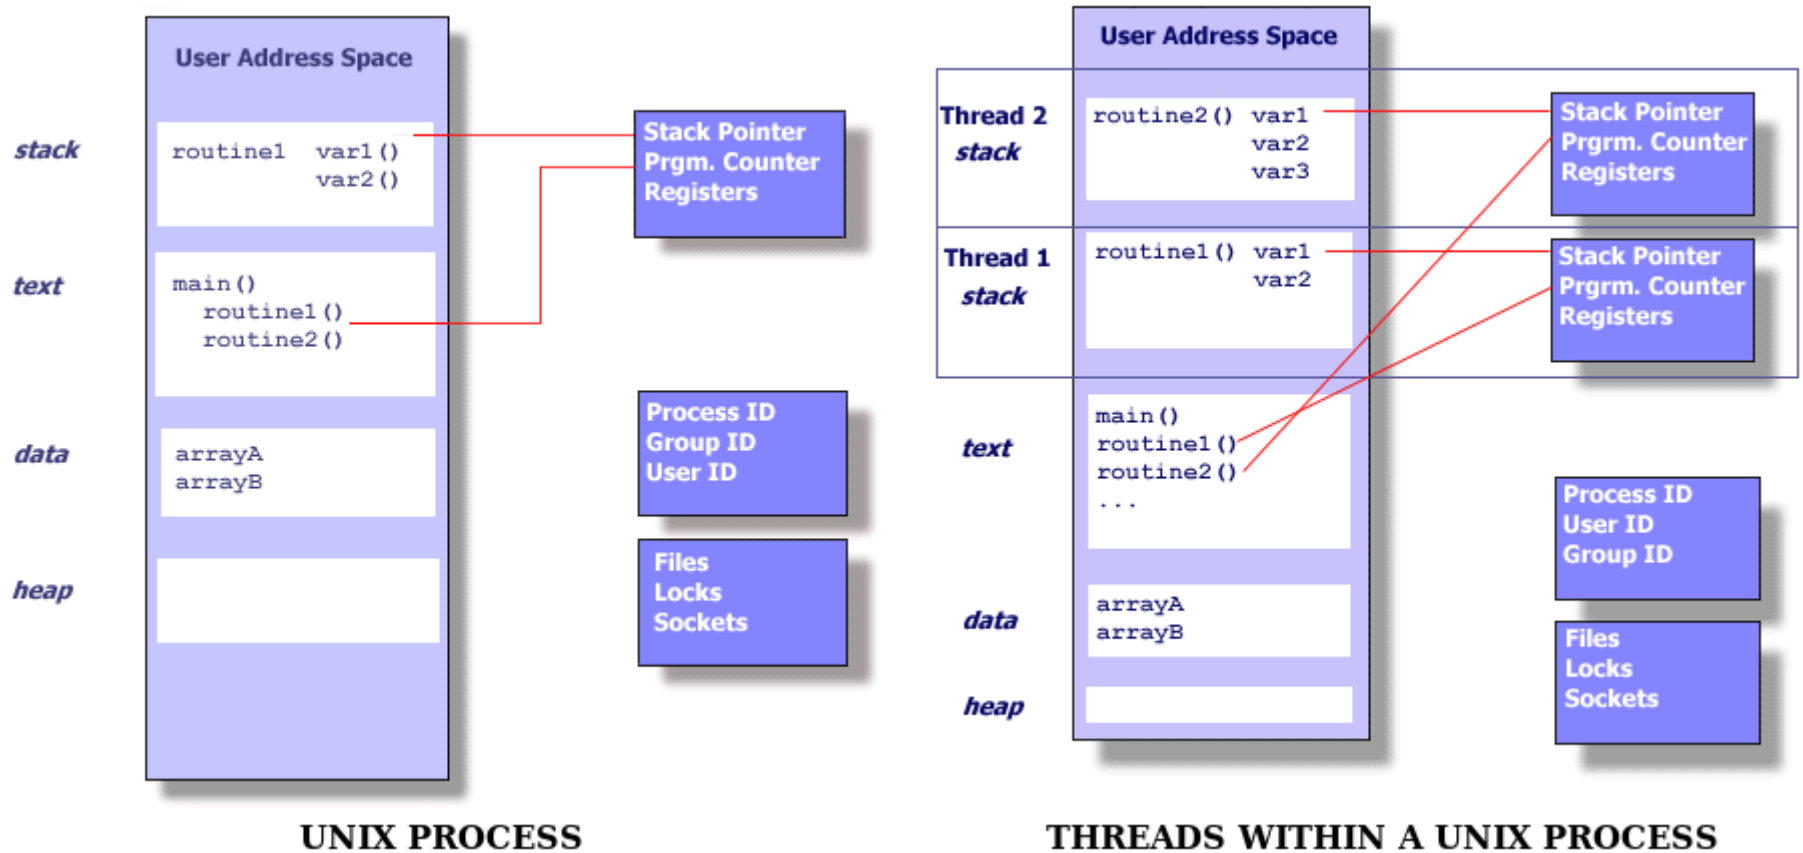 User Address Space
stack
routine1 var1()
var2()
Stack Pointer
Prgm. Counter
Registers
text
main()
routine1()
routine2()
data
arrayA
arrayB
Process ID
Group ID
User ID
heap
Files
Locks
Sockets
UNIX PROCESS
User Address Space
Thread 2
stack
routine2() var1
var2
var3
Stack Pointer
Prgrm. Counter
Registers
Thread 1
stack
routine1() var1
var2
Stack Pointer
Prgrm. Counter
Registers
text
main()
routine1()
routine2()
...
Process ID
User ID
Group ID
data
arrayA
arrayB
Files
Locks
Sockets
heap
THREADS WITHIN A UNIX PROCESS